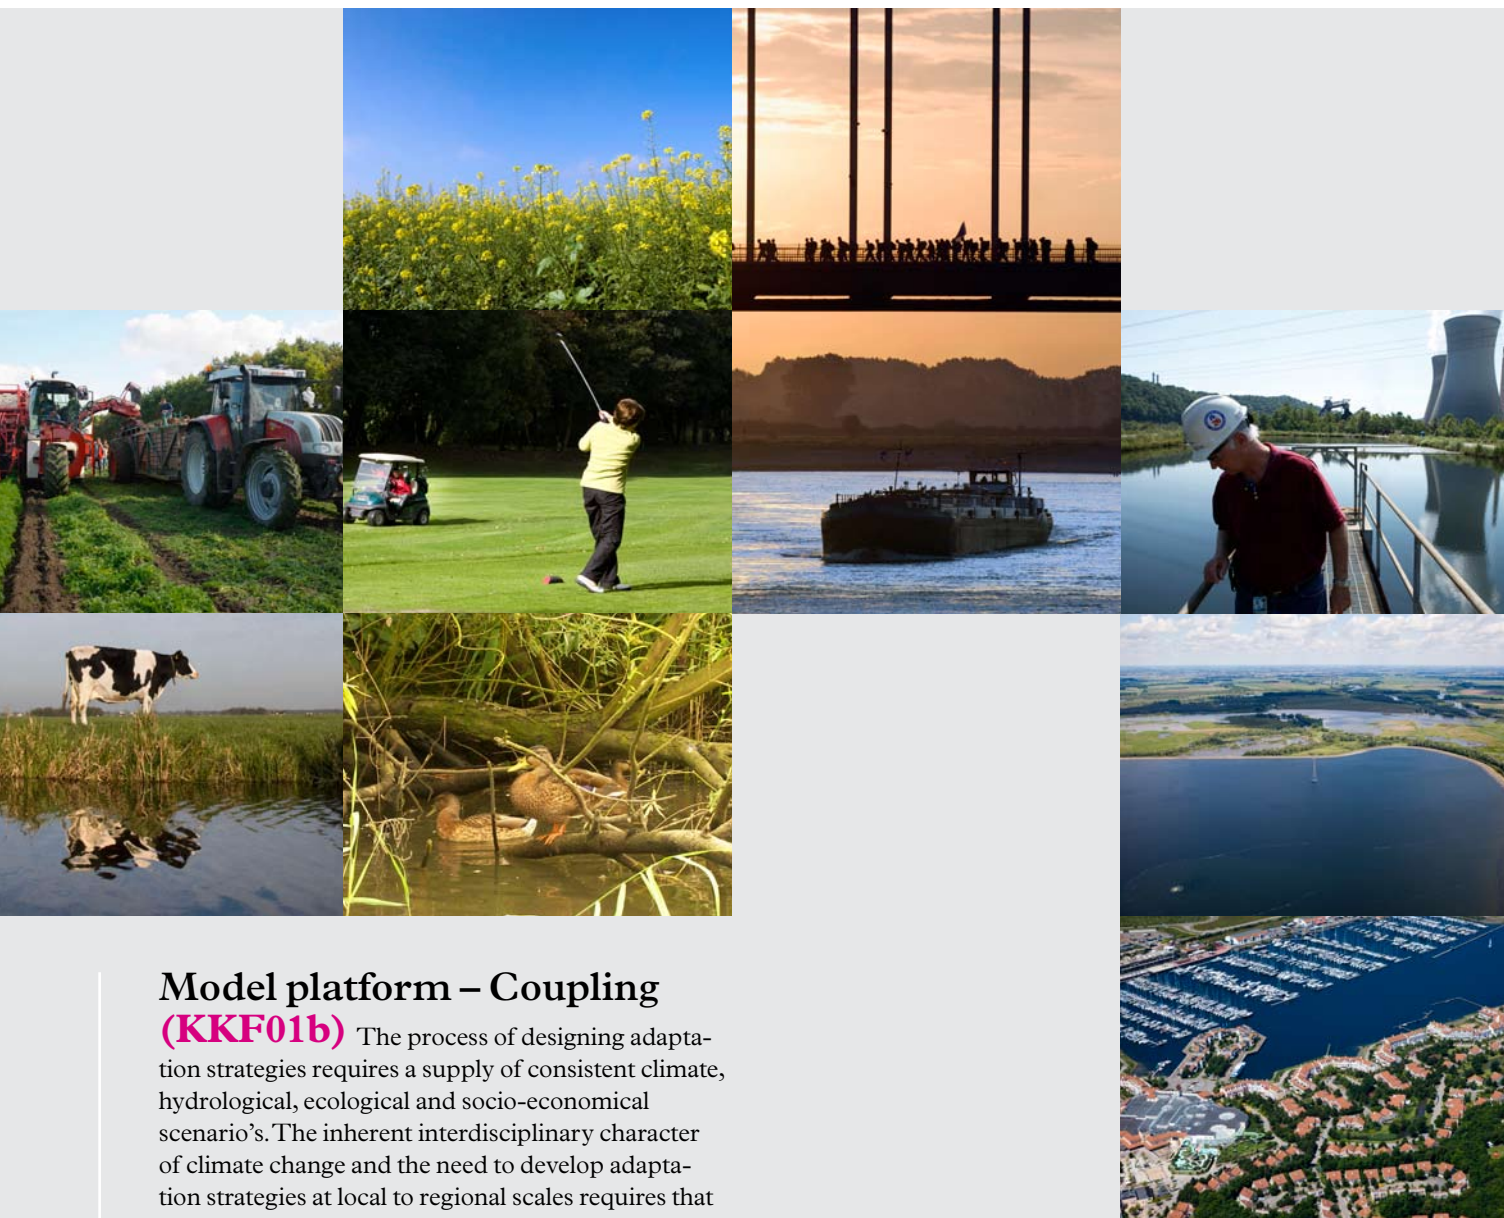 Model platform – Coupling
(KKF01b) The process of designing adapta-
tion strategies requires a supply of consistent climate,
hydrological, ecological and socio-economical
scenario’s. The inherent interdisciplinary character
of climate change and the need to develop adapta-
tion strategies at local to regional scales requires that